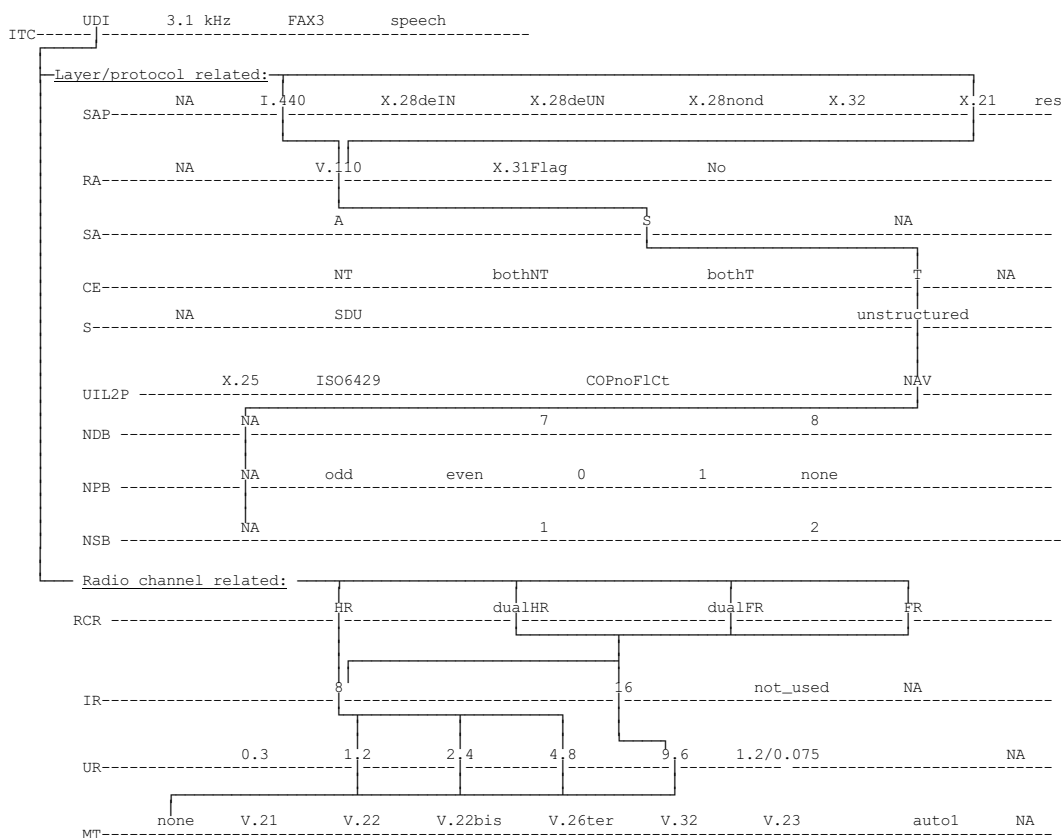 UDI 3.1 kHz FAX3 speech
ITC
Layer/protocol related:
NA I.440 X.28deIN X.28deUN X.28nond X.32 X.21 res
SAP
NA V.110 X.31Flag No
RA
A S NA
SA
NT bothNT bothT T NA
CE
NA SDU unstructured
S
X.25 ISO6429 COPnoFlCt NAV
UIL2P
NA 7 8
NDB
NA odd even 0 1 none
NPB
NA 1 2
NSB
Radio channel related:
HR dualHR dualFR FR
RCR
8 16 not_used NA
IR
0.3 1.2 2.4 4.8 9.6 1.2/0.075 NA
UR
none V.21 V.22 V.22bis V.26ter V.32 V.23 auto1 NA
MT